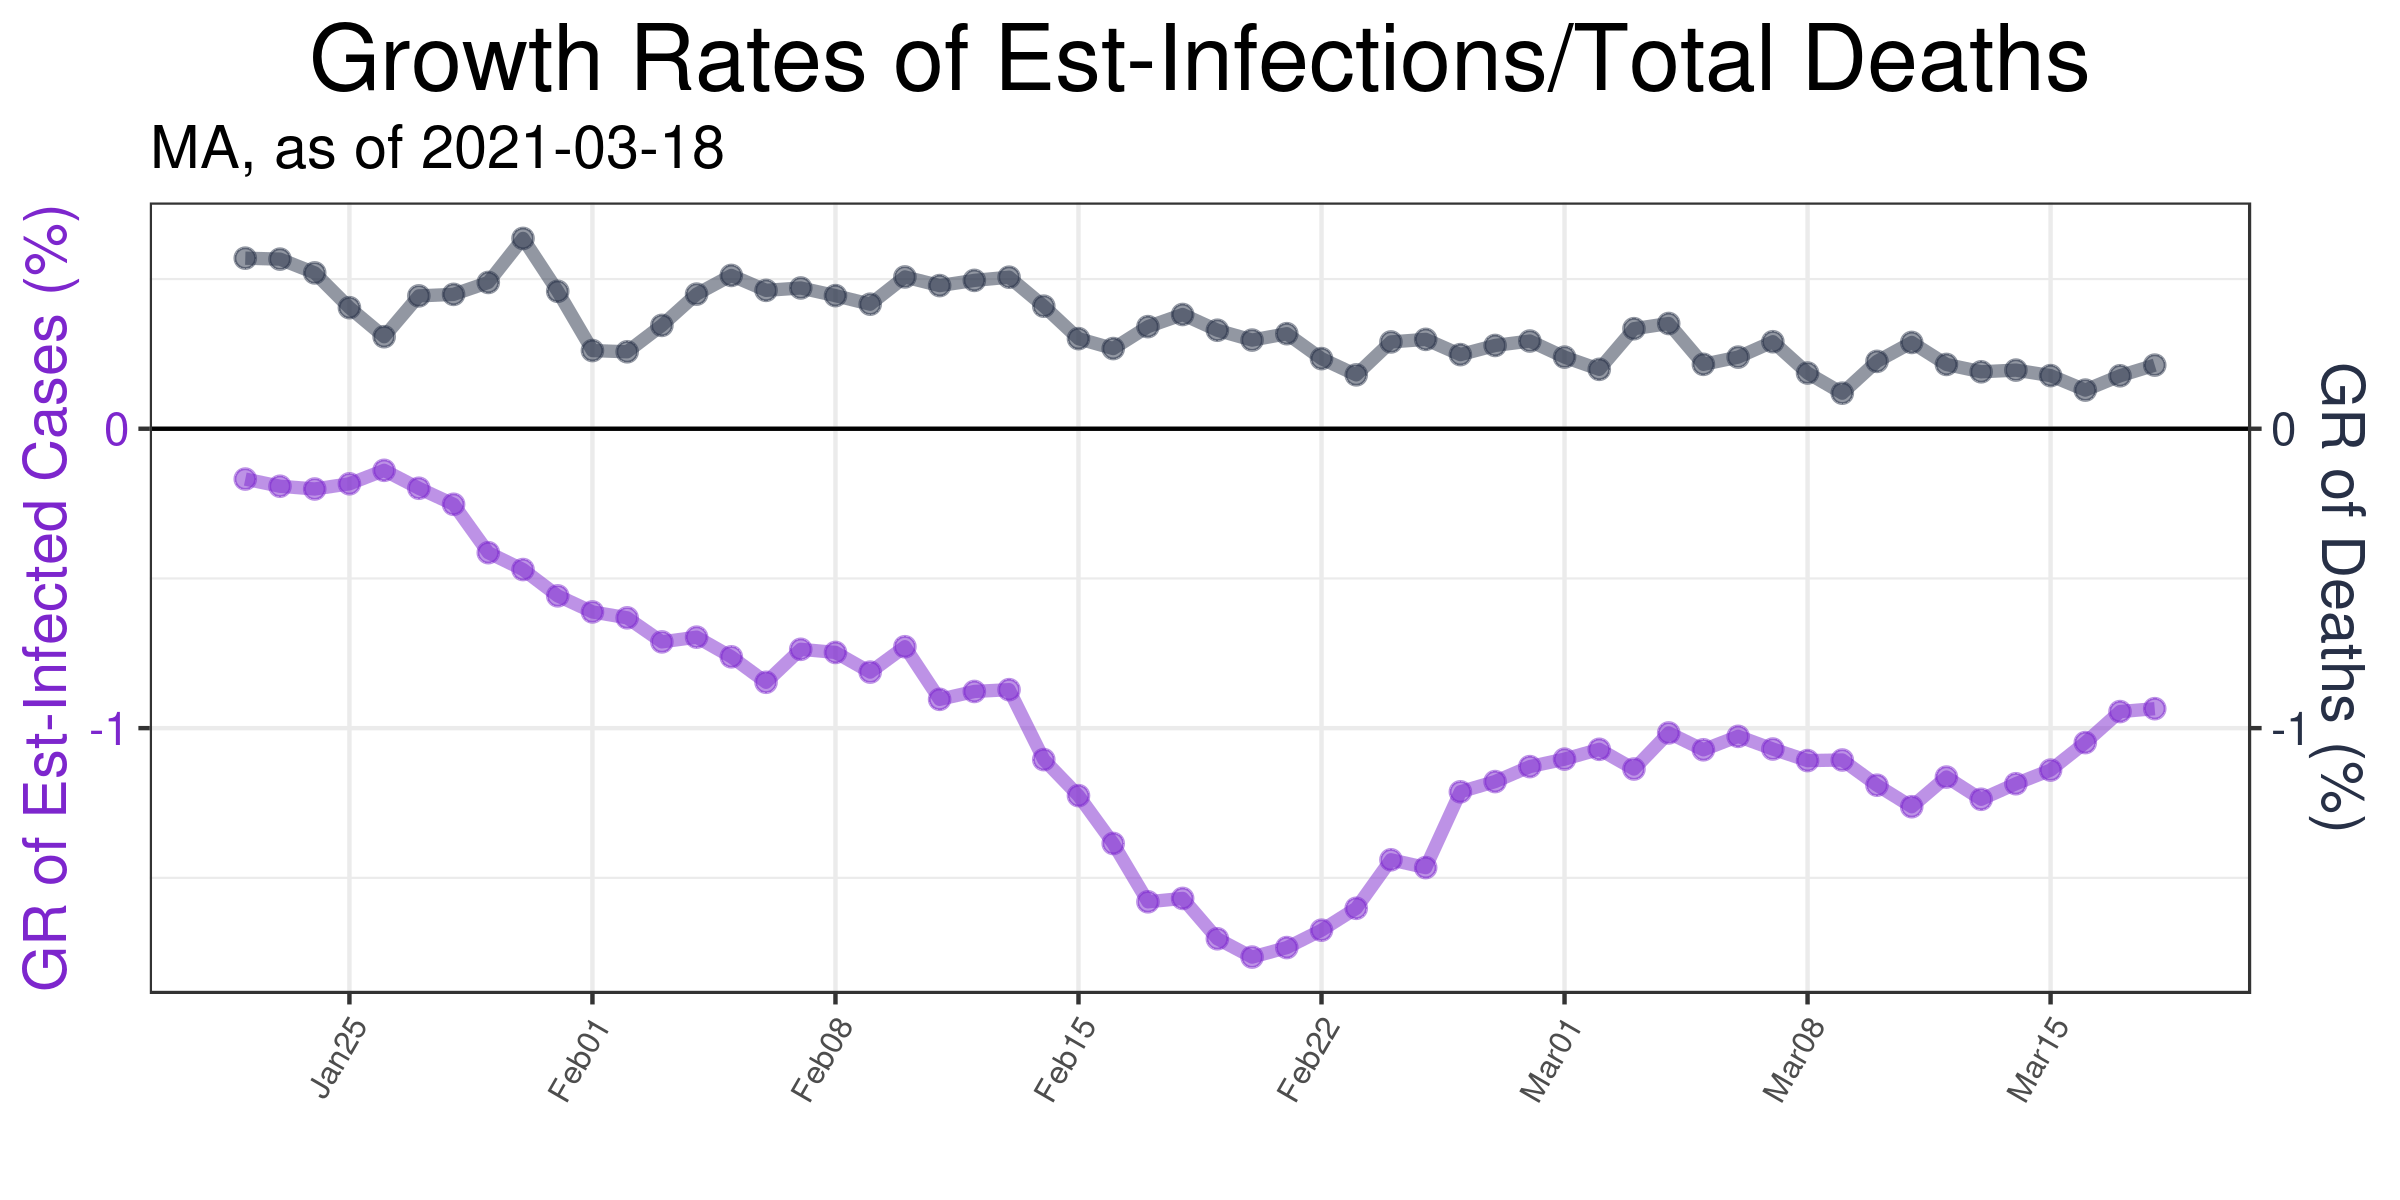 Growth Rates of Est-Infections/Total Deaths
MA, as of 2021-03-18
GR of Est-Infected Cases (%)
0
-1
0
-1
GR of Deaths (%)
Jan25
Feb01
Feb08
Feb15
Feb22
Mar01
Mar08
Mar15